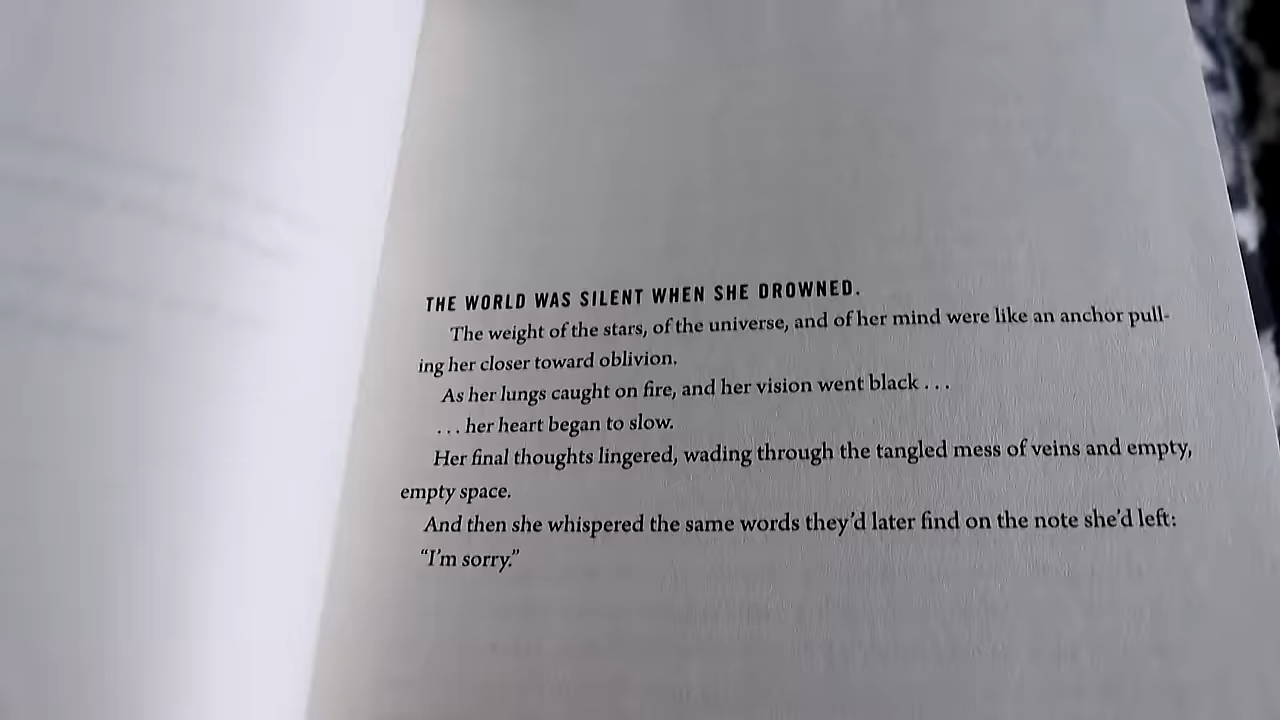 THE WORLD WAS SILENT WHEN SHE DROWNED.
The weight of the stars, of the universe, and of her mind were like an anchor pull-
ing her closer toward oblivion.
As her lungs caught on fire, and her vision went black . . .
. . . her heart began to slow.
Her final thoughts lingered, wading through the tangled mess of veins and empty,
empty space.
And then she whispered the same words they’d later find on the note she’d left:
“I’m sorry.”